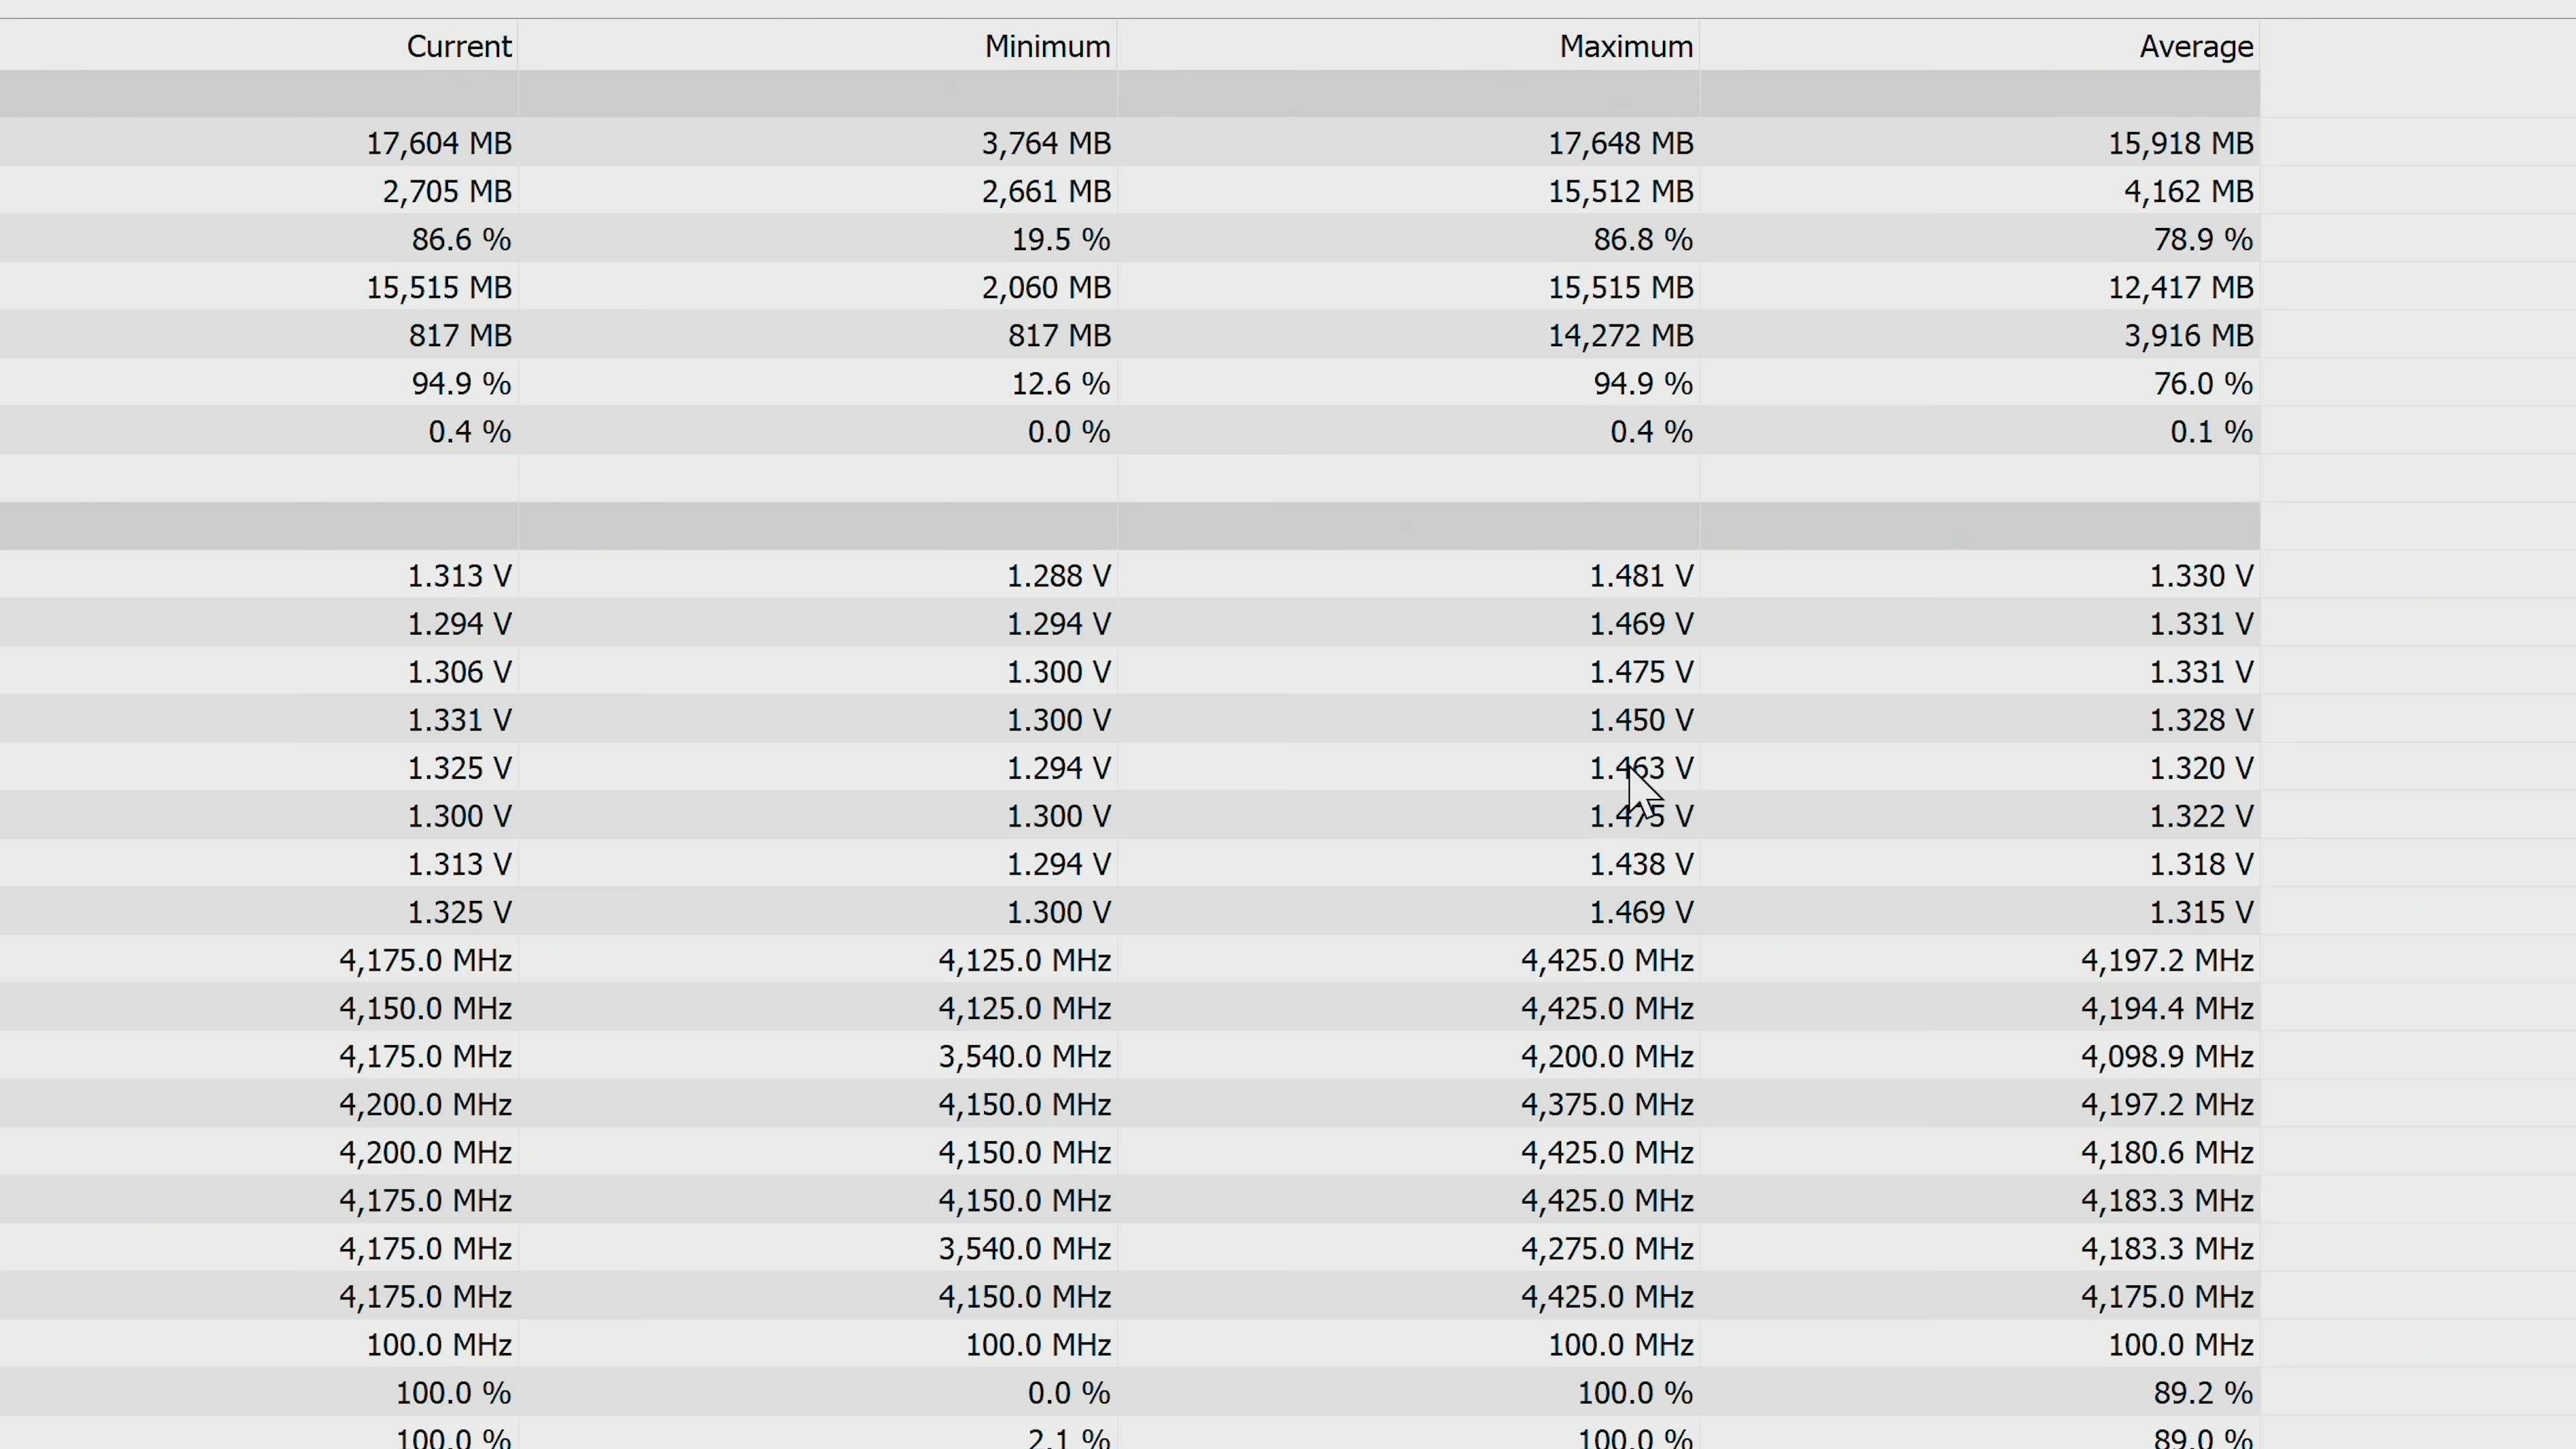 Current Minimum Maximum Average
17,604 MB 3,764 MB 17,648 MB 15,918 MB
2,705 MB 2,661 MB 15,512 MB 4,162 MB
86.6 % 19.5 % 86.8 % 78.9 %
15,515 MB 2,060 MB 15,515 MB 12,417 MB
817 MB 817 MB 14,272 MB 3,916 MB
94.9 % 12.6 % 94.9 % 76.0 %
0.4 % 0.0 % 0.4 % 0.1 %
1.313 V 1.288 V 1.481 V 1.330 V
1.294 V 1.294 V 1.469 V 1.331 V
1.306 V 1.300 V 1.475 V 1.331 V
1.331 V 1.300 V 1.450 V 1.328 V
1.325 V 1.294 V 1.463 V 1.320 V
1.300 V 1.300 V 1.475 V 1.322 V
1.313 V 1.294 V 1.438 V 1.318 V
1.325 V 1.300 V 1.469 V 1.315 V
4,175.0 MHz 4,125.0 MHz 4,425.0 MHz 4,197.2 MHz
4,150.0 MHz 4,125.0 MHz 4,425.0 MHz 4,194.4 MHz
4,175.0 MHz 3,540.0 MHz 4,200.0 MHz 4,098.9 MHz
4,200.0 MHz 4,150.0 MHz 4,375.0 MHz 4,197.2 MHz
4,200.0 MHz 4,150.0 MHz 4,425.0 MHz 4,180.6 MHz
4,175.0 MHz 4,150.0 MHz 4,425.0 MHz 4,183.3 MHz
4,175.0 MHz 3,540.0 MHz 4,275.0 MHz 4,183.3 MHz
4,175.0 MHz 4,150.0 MHz 4,425.0 MHz 4,175.0 MHz
100.0 MHz 100.0 MHz 100.0 MHz 100.0 MHz
100.0 % 0.0 % 100.0 % 89.2 %
100.0 % 2.1 % 100.0 % 89.0 %